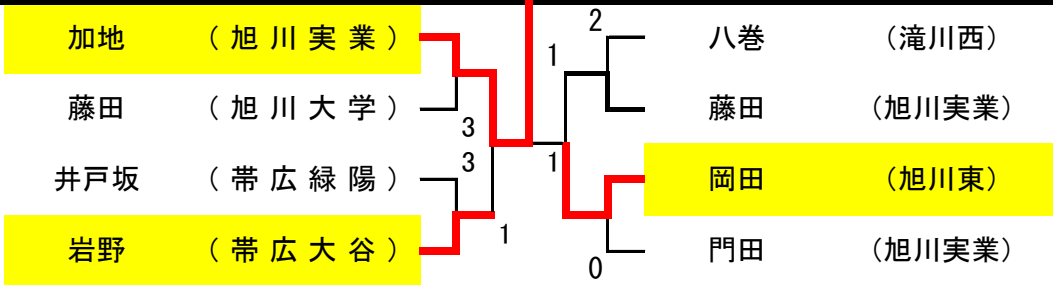 加地 （旭川実業） 2 八巻 （滝川西）
1
藤田 （旭川大学） 3 藤田 （旭川実業）
井戸坂 （帯広緑陽） 3 1 岡田 （旭川東）
岩野 （帯広大谷） 1 0 門田 （旭川実業）